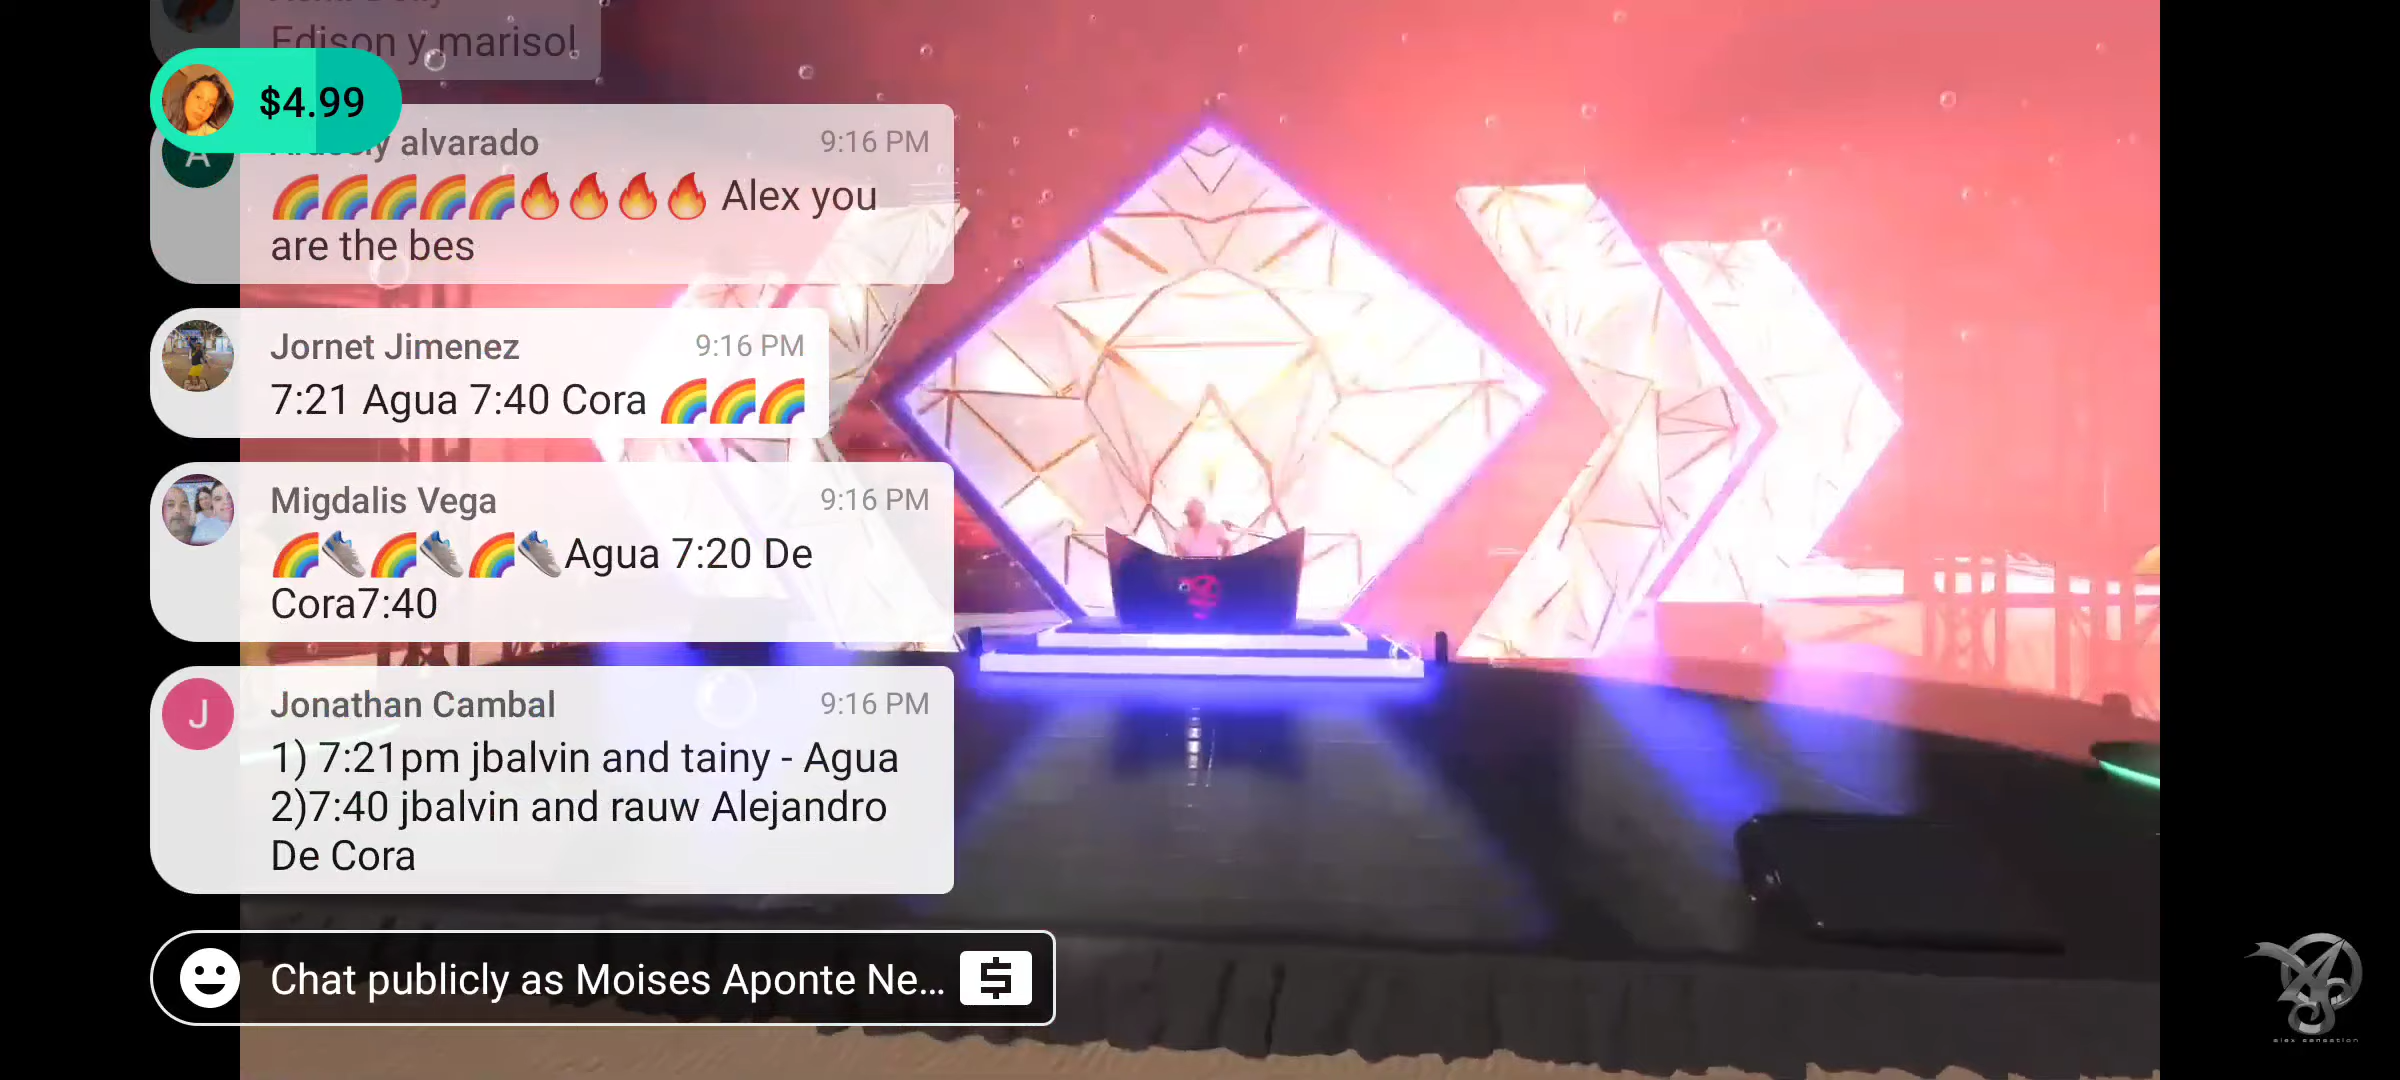 Edison y marisol
$4.99
alvarado 9:16 PM
🌈🌈🌈🌈🌈🔥🔥🔥🔥 Alex you
are the bes
Jornet Jimenez 9:16 PM
7:21 Agua 7:40 Cora 🌈🌈🌈
Migdalis Vega 9:16 PM
🌈👟🌈👟🌈👟Agua 7:20 De
Cora7:40
J
Jonathan Cambal 9:16 PM
1) 7:21pm jbalvin and tainy - Agua
2)7:40 jbalvin and rauw Alejandro
De Cora
Chat publicly as Moises Aponte Ne...
alex sensation